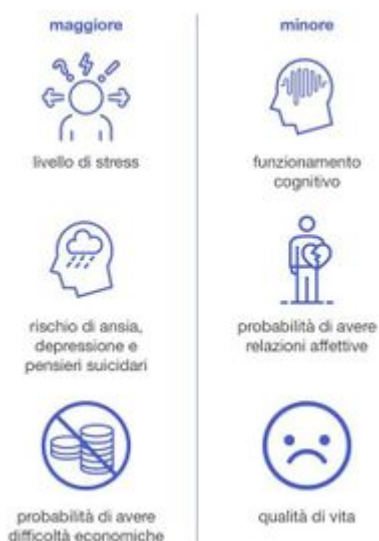 maggiore
livello di stress
rischio di ansia,
depressione e
pensieri suicidari
probabilità di avere
difficoltà economiche
minore
funzionamento
cognitivo
probabilità di avere
relazioni affettive
qualità di vita